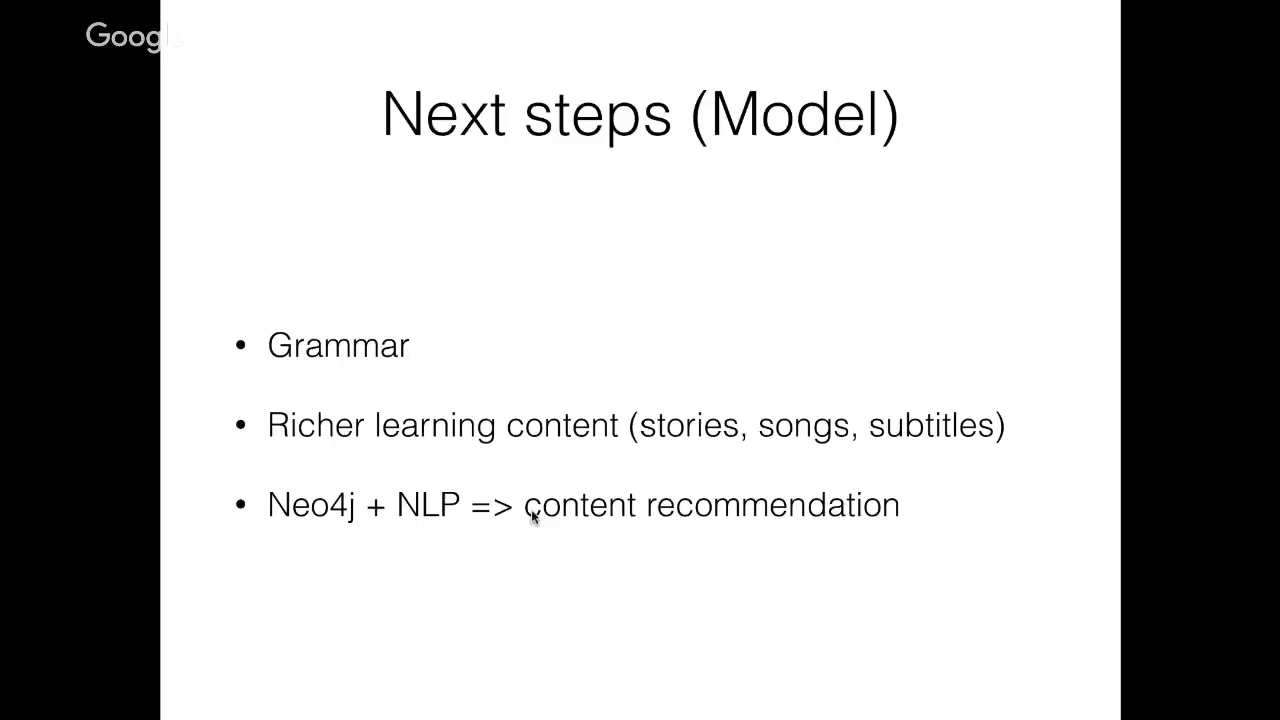 Google
Next steps (Model)
• Grammar
• Richer learning content (stories, songs, subtitles)
• Neo4j + NLP => content recommendation